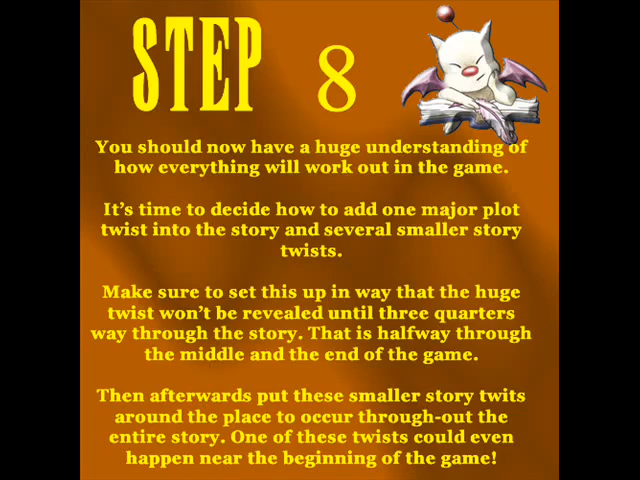 STEP 8
You should now have a huge understanding of
how everything will work out in the game.
It's time to decide how to add one major plot
twist into the story and several smaller story
twists.
Make sure to set this up in way that the huge
twist won't be revealed until three quarters
way through the story. That is halfway through
the middle and the end of the game.
Then afterwards put these smaller story twits
around the place to occur through-out the
entire story. One of these twists could even
happen near the beginning of the game!